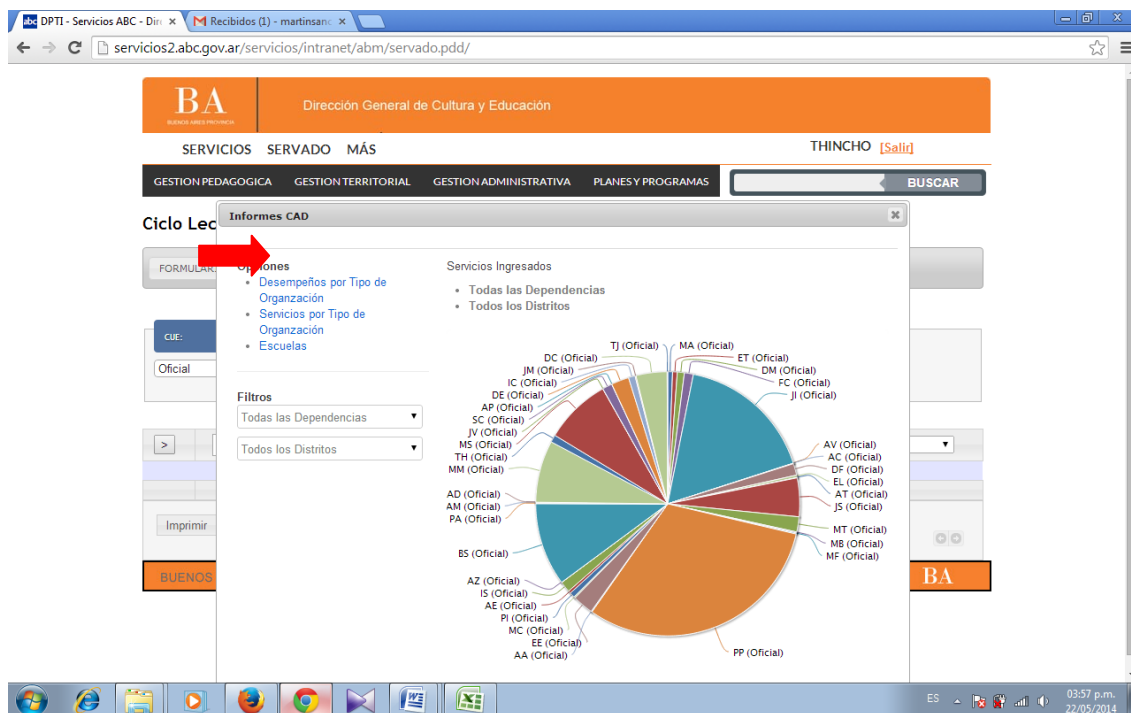 DPTI - Servicios ABC - Dir
Recibidos (1) - martinsanc
servicios2.abc.gov.ar/servicios/intranet/abm/servado.pdd/
BA
BUENOS AIRES PROVINCIA
Dirección General de Cultura y Educación
SERVICIOS SERVADO MÁS
THINCHO [Salir]
GESTION PEDAGOGICA GESTION TERRITORIAL GESTION ADMINISTRATIVA PLANES Y PROGRAMAS
BUSCAR
Ciclo Lec
Informes CAD
FORMULAR
CUE:
Oficial
>
Imprimir
BUENOS
BA
Opciones
Desempeños por Tipo de
Organzación
Servicios por Tipo de
Organzación
Escuelas
Filtros
Todas las Dependencias
Todos los Distritos
Servicios Ingresados
Todas las Dependencias
Todos los Distritos
TJ (Oficial)
DC (Oficial)
JM (Oficial)
IC (Oficial)
DE (Oficial)
AP (Oficial)
SC (Oficial)
JV (Oficial)
MS (Oficial)
TH (Oficial)
MM (Oficial)
AD (Oficial)
AM (Oficial)
PA (Oficial)
BS (Oficial)
AZ (Oficial)
IS (Oficial)
AE (Oficial)
PI (Oficial)
MC (Oficial)
EE (Oficial)
AA (Oficial)
MA (Oficial)
ET (Oficial)
DM (Oficial)
FC (Oficial)
JI (Oficial)
AV (Oficial)
AC (Oficial)
DF (Oficial)
EL (Oficial)
AT (Oficial)
JS (Oficial)
MT (Oficial)
MB (Oficial)
MF (Oficial)
PP (Oficial)
ES
03:57 p.m.
22/05/2014